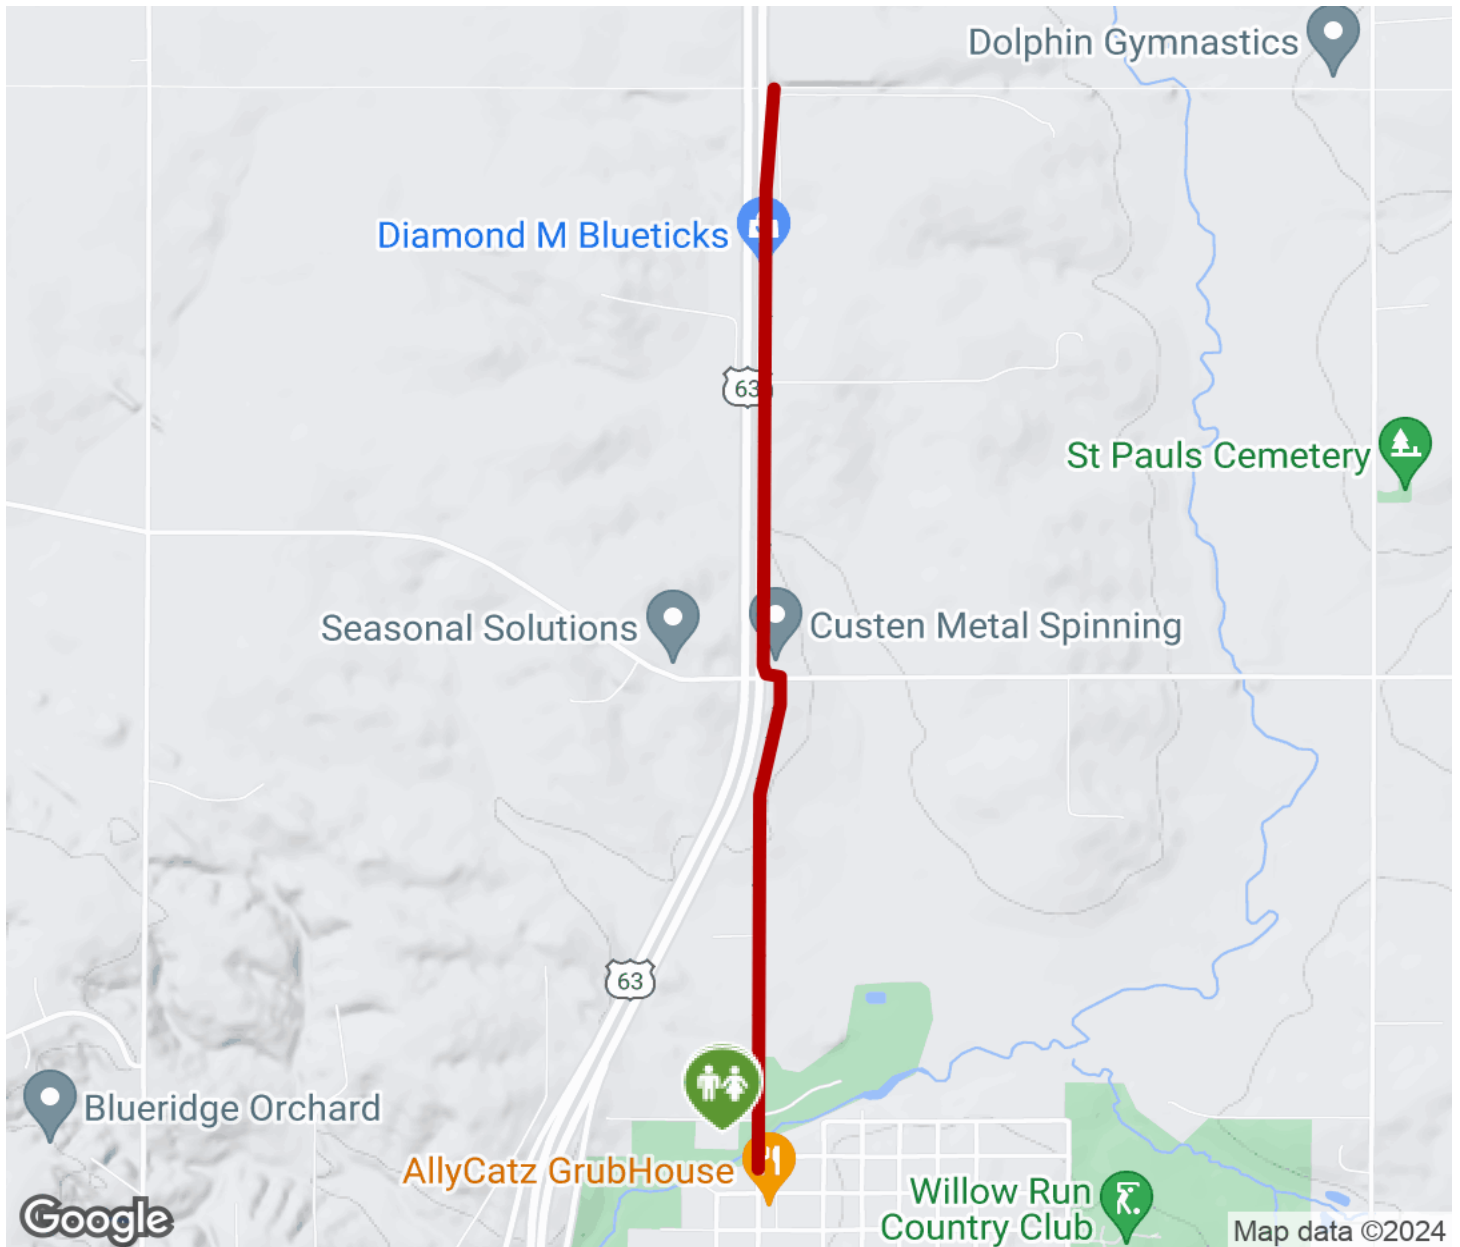 Dolphin Gymnastics
Diamond M Blueticks
63
St Pauls Cemetery
Seasonal Solutions
Custen Metal Spinning
63
Blueridge Orchard
AllyCatz GrubHouse
Willow Run
Country Club
Google
Map data ©2024